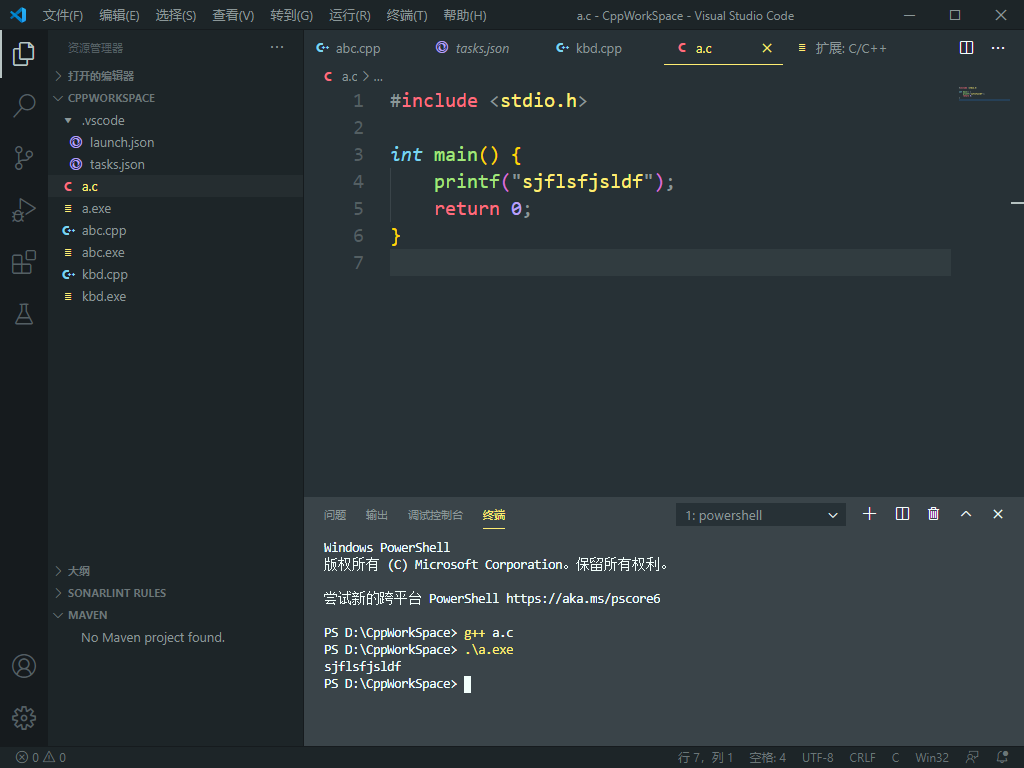 文件(F) 编辑(E) 选择(S) 查看(V) 转到(G) 运行(R) 终端(T) 帮助(H) a.c - CppWorkSpace - Visual Studio Code
资源管理器
打开的编辑器
CPPWORKSPACE
.vscode
launch.json
tasks.json
a.c
a.exe
abc.cpp
abc.exe
kbd.cpp
kbd.exe
大纲
SONARLINT RULES
MAVEN
No Maven project found.
abc.cpp tasks.json kbd.cpp a.c 扩展: C/C++
C a.c > ...
1 #include <stdio.h>
2
3 int main() {
4 printf("sjflsfjsldf");
5 return 0;
6 }
7
问题 输出 调试控制台 终端 1: powershell
Windows PowerShell
版权所有 (C) Microsoft Corporation。保留所有权利。
尝试新的跨平台 PowerShell https://aka.ms/pscore6
PS D:\CppWorkSpace> g++ a.c
PS D:\CppWorkSpace> .\a.exe
sjflsfjsldf
PS D:\CppWorkSpace>
0 0 行 7，列 1 空格: 4 UTF-8 CRLF C Win32